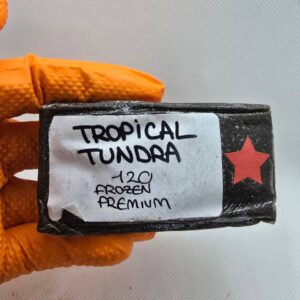 TROPICAL
TUNDRA
120
FROZEN
PREMIUM